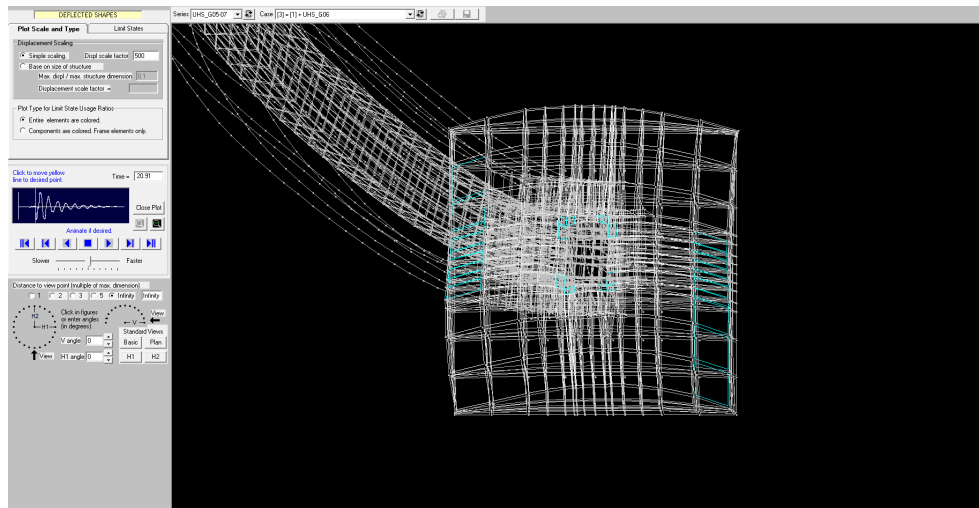 DEFLECTED SHAPES
Series UHS_G05-07 Case [3] = [1] + UHS_G06
Plot Scale and Type Limit States
Displacement Scaling
Simple scaling. Displ scale factor 500
Base on size of structure
Max. displ / max. structure dimension 0.1
Displacement scale factor =
Plot Type for Limit State Usage Ratios
Entire elements are colored.
Components are colored. Frame elements only.
Click to move yellow
line to desired point.
Time = 20.91
Close Plot
Animate if desired.
Slower Faster
Distance to view point (multiple of max. dimension)
1 2 3 5 Infinity Infinity
H2
H1
Click in figures
or enter angles
(in degrees).
V
View
Standard Views
V angle 0 Basic Plan
View H1 angle 0 H1 H2